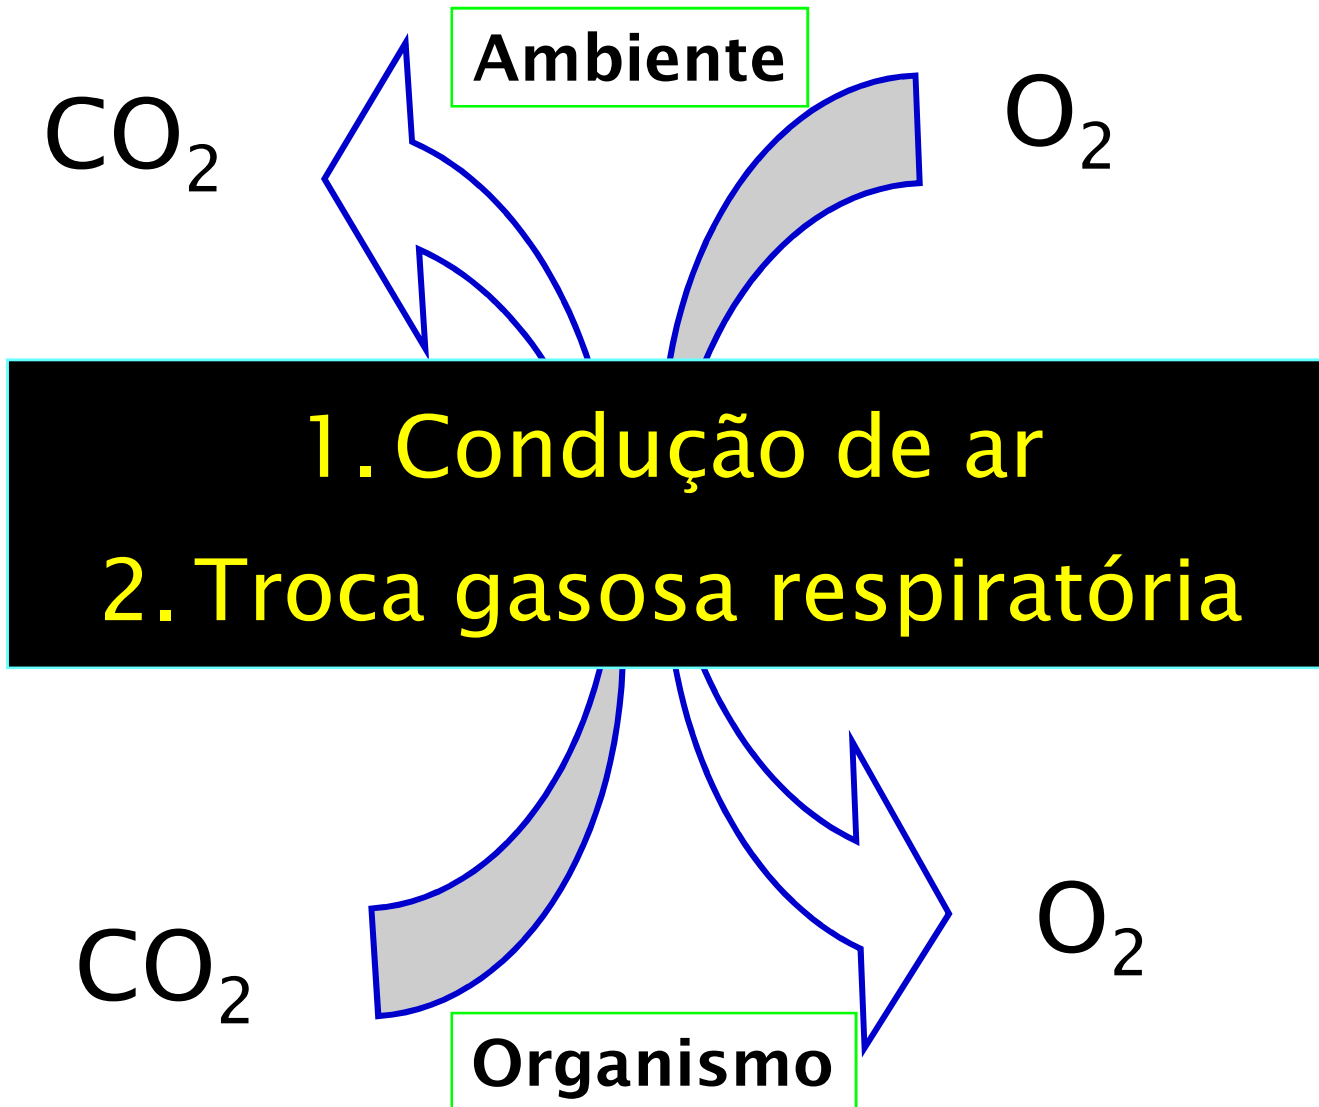 Ambiente
CO₂
O₂
1. Condução de ar
2. Troca gasosa respiratória
CO₂
O₂
Organismo